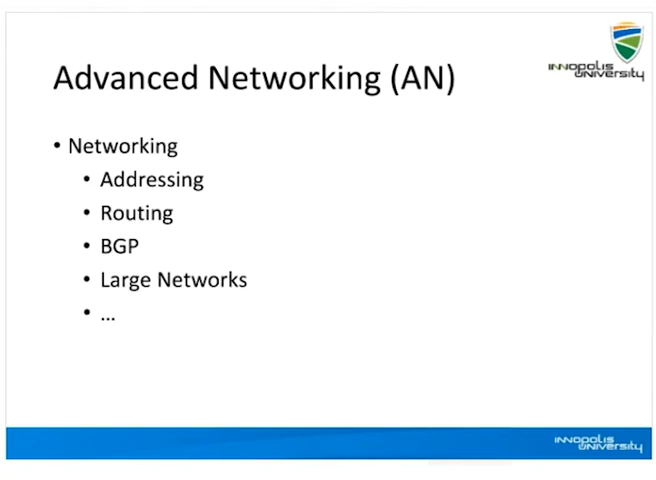 Advanced Networking (AN)
INNOPOLIS
UNIVERSITY
• Networking
• Addressing
• Routing
• BGP
• Large Networks
• ...
INNOPOLIS
UNIVERSITY